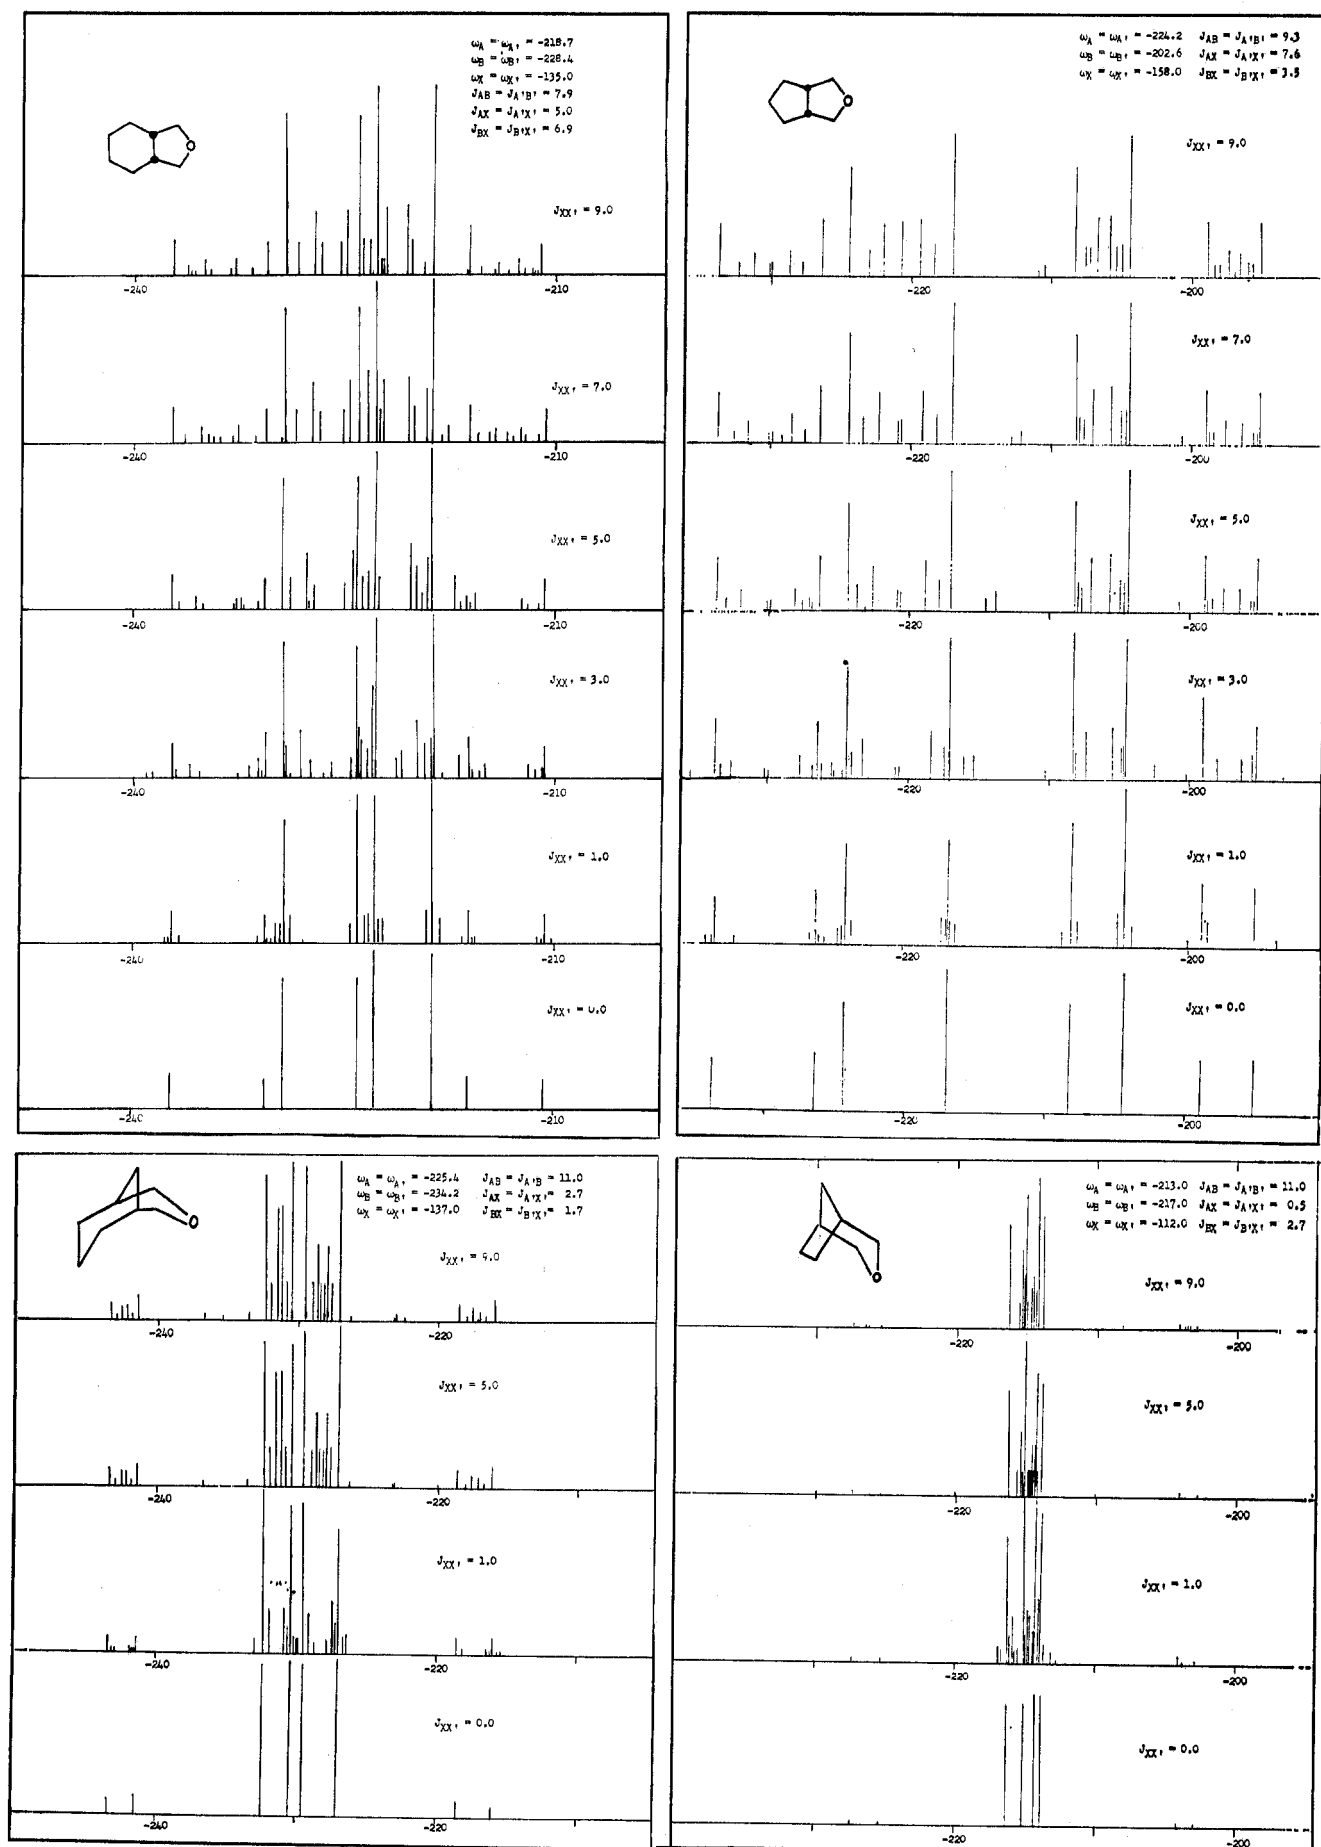 ωA = ωA' = -218.7
ωB = ωB' = -228.4
ωX = ωX' = -135.0
JAB = JA'B' = 7.9
JAX = JA'X' = 5.0
JBX = JB'X' = 6.9
O
JXX' = 9.0
-240 -210
JXX' = 7.0
-240 -210
JXX' = 5.0
-240 -210
JXX' = 3.0
-240 -210
JXX' = 1.0
-240 -210
JXX' = 0.0
-240 -210
ωA = ωA' = -224.2 JAB = JA'B' = 9.3
ωB = ωB' = -202.6 JAX = JA'X' = 7.6
ωX = ωX' = -158.0 JBX = JB'X' = 3.5
O
JXX' = 9.0
-220 -200
JXX' = 7.0
-220 -200
JXX' = 5.0
-220 -200
JXX' = 3.0
-220 -200
JXX' = 1.0
-220 -200
JXX' = 0.0
-220 -200
ωA = ωA' = -225.4 JAB = JA'B = 11.0
ωB = ωB' = -234.2 JAX = JA'X' = 2.7
ωX = ωX' = -137.0 JBX = JB'X' = 1.7
O
JXX' = 9.0
-240 -220
JXX' = 5.0
-240 -220
JXX' = 1.0
-240 -220
JXX' = 0.0
-240 -220
ωA = ωA' = -213.0 JAB = JA'B' = 11.0
ωB = ωB' = -217.0 JAX = JA'X' = 0.5
ωX = ωX' = -112.0 JBX = JB'X' = 2.7
O
JXX' = 9.0
-220 -200
JXX' = 5.0
-220 -200
JXX' = 1.0
-220 -200
JXX' = 0.0
-220 -200